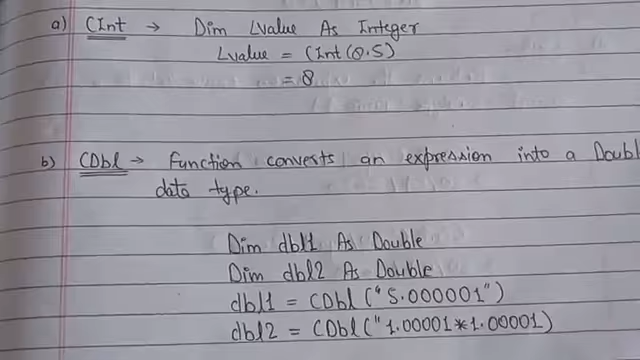 a) CInt → Dim Lvalue As Integer
Lvalue = CInt(8.5)
= 8
b) CDbl → Function converts an expression into a Doubl
data type.
Dim dbl1 As Double
Dim dbl2 As Double
dbl1 = CDbl ("5.000001")
dbl2 = CDbl ("1.00001*1.00001)